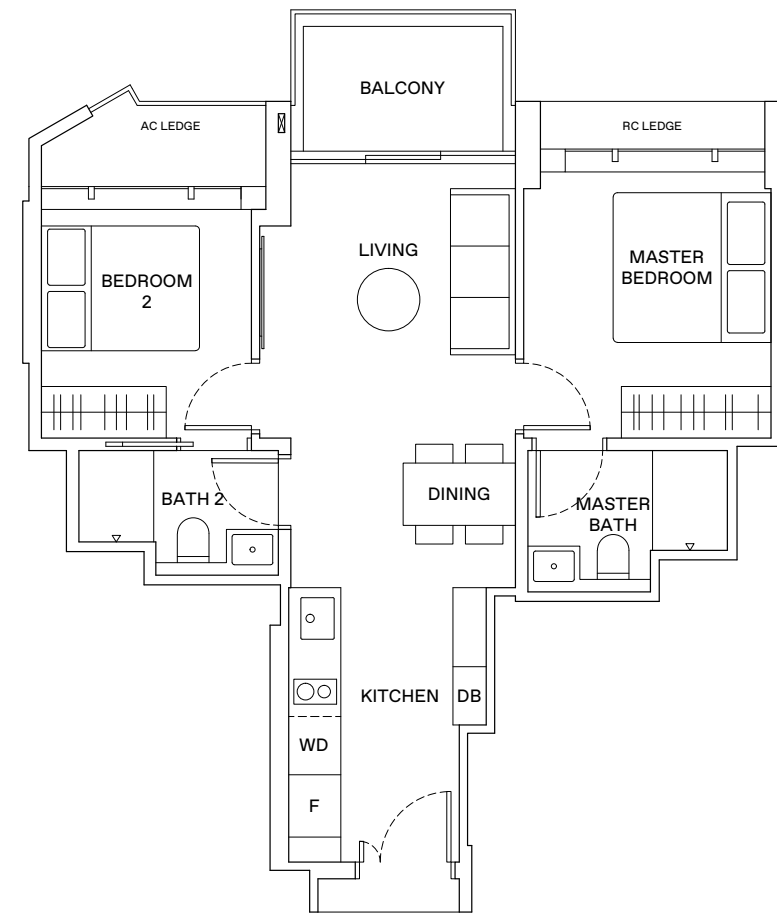 BALCONY
AC LEDGE
RC LEDGE
LIVING
MASTER
BEDROOM
BEDROOM
2
DINING
BATH 2
MASTER
BATH
KITCHEN
DB
WD
F